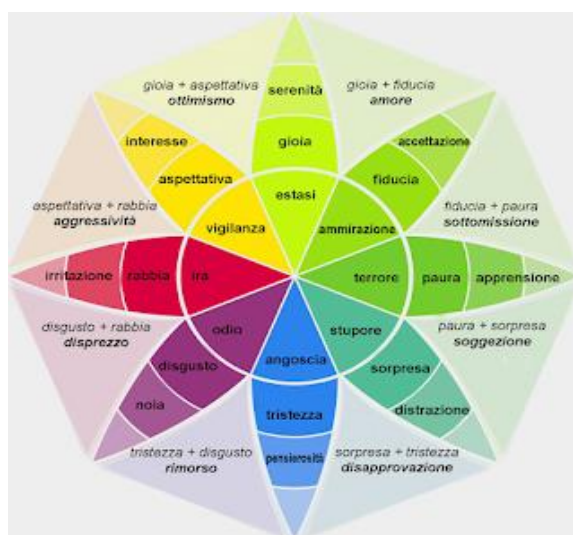 serenità
gioia + aspettativa
ottimismo
gioia + fiducia
amore
gioia
interesse
accettazione
aspettativa
fiducia
estasi
aspettativa + rabbia
aggressività
fiducia + paura
sottomissione
vigilanza
ammirazione
irritazione
rabbia
ira
terrore
paura
apprensione
disgusto + rabbia
disprezzo
odio
stupore
paura + sorpresa
soggezione
angoscia
disgusto
sorpresa
noia
tristezza
distrazione
tristezza + disgusto
rimorso
pensierosità
sorpresa + tristezza
disapprovazione